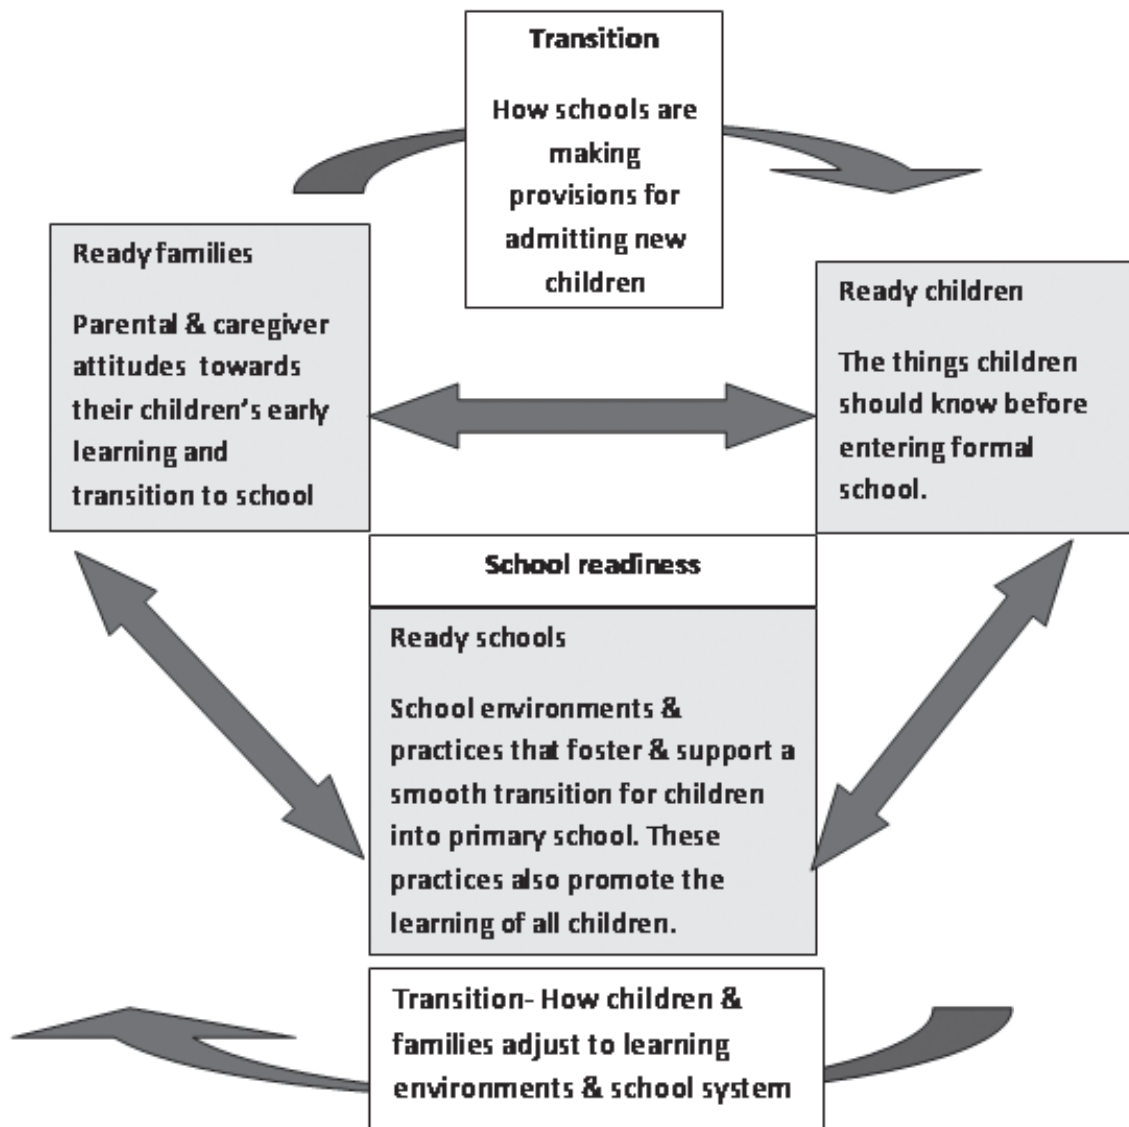 Transition
How schools are
making
provisions for
admitting new
children
Ready families
Parental & caregiver
attitudes towards
their children's early
learning and
transition to school
Ready children
The things children
should know before
entering formal
school.
School readiness
Ready schools
School environments &
practices that foster & support a
smooth transition for children
into primary school. These
practices also promote the
learning of all children.
Transition- How children &
families adjust to learning
environments & school system